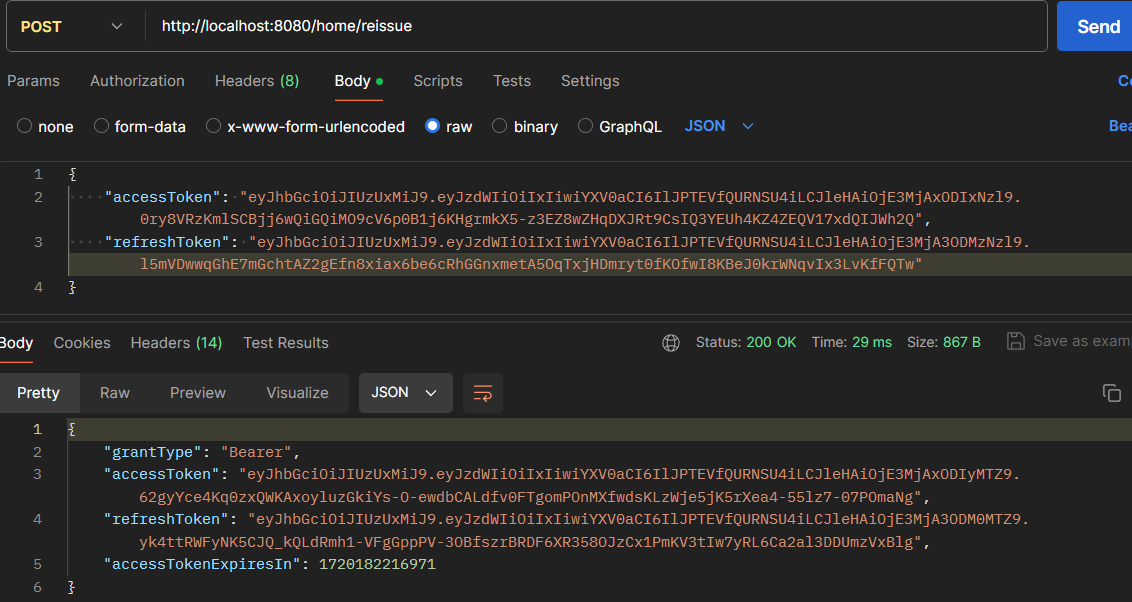 POST http://localhost:8080/home/reissue Send
Params Authorization Headers (8) Body Scripts Tests Settings Co
none form-data x-www-form-urlencoded raw binary GraphQL JSON Bea
1 {
2 "accessToken": "eyJhbGciOiJIUzUxMiJ9.eyJzdWIiOiIxIiwiYXV0aCI6IlJPTEVfQURNSU4iLCJleHAiOjE3MjAxODIxNzl9.
0ry8VRzKmlSCBjj6wQiGQiMO9cV6p0B1j6KHgrmkX5-z3EZ8wZHqDXJRt9CsIQ3YEUh4KZ4ZEQV17xdQIJWh2Q",
3 "refreshToken": "eyJhbGciOiJIUzUxMiJ9.eyJzdWIiOiIxIiwiYXV0aCI6IlJPTEVfQURNSU4iLCJleHAiOjE3MjA3ODMzNzl9.
l5mVDwwqGhE7mGchtAZ2gEfn8xiax6be6cRhGGnxmetA5OqTxjHDmryt0fKOfwI8KBeJ0krWNqvIx3LvKfFQTw"
4 }
Body Cookies Headers (14) Test Results Status: 200 OK Time: 29 ms Size: 867 B Save as exam
Pretty Raw Preview Visualize JSON
1 {
2 "grantType": "Bearer",
3 "accessToken": "eyJhbGciOiJIUzUxMiJ9.eyJzdWIiOiIxIiwiYXV0aCI6IlJPTEVfQURNSU4iLCJleHAiOjE3MjAxODIyMTZ9.
62gyYce4Kq0zxQWKAxoyluzGkiYs-O-ewdbCALdfv0FTgomPOnMXfwdsKLzWje5jK5rXea4-55lz7-07POmaNg",
4 "refreshToken": "eyJhbGciOiJIUzUxMiJ9.eyJzdWIiOiIxIiwiYXV0aCI6IlJPTEVfQURNSU4iLCJleHAiOjE3MjA3ODM0MTZ9.
yk4ttRWFyNK5CJQ_kQLdRmh1-VFgGppPV-3OBfszrBRDF6XR358OJzCx1PmKV3tIw7yRL6Ca2al3DDUmzVxBlg",
5 "accessTokenExpiresIn": 1720182216971
6 }